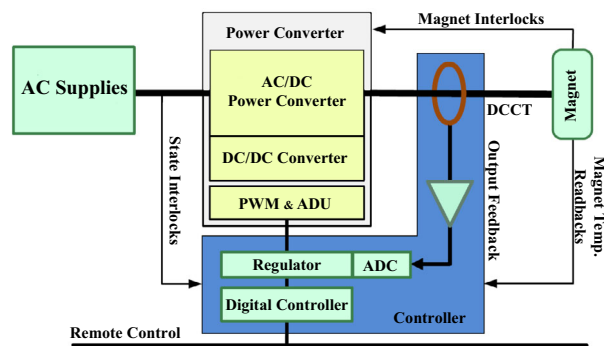 Magnet Interlocks
Power Converter
AC Supplies
AC/DC
Power Converter
DCCT
Magnet
DC/DC Converter
PWM & ADU
State Interlocks
Output Feedback
Magnet Temp.
Readbacks
Regulator
ADC
Digital Controller
Controller
Remote Control